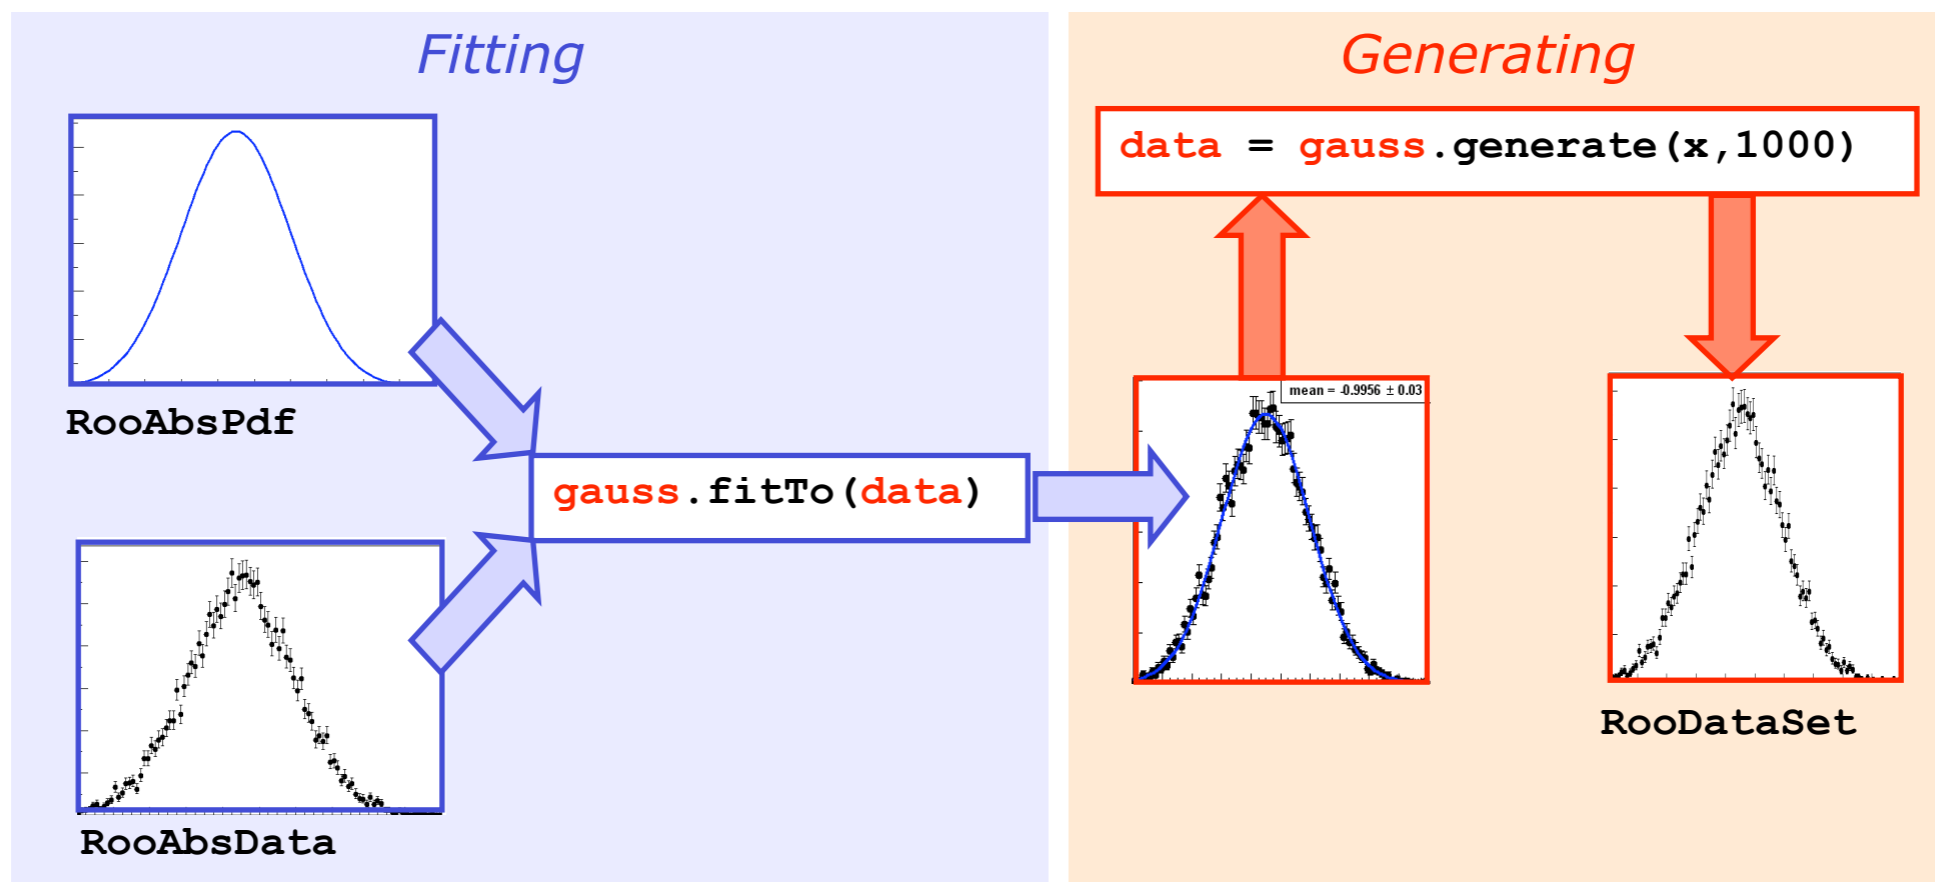 Fitting
RooAbsPdf
RooAbsData
gauss.fitTo(data)
Generating
data = gauss.generate(x,1000)
mean = -0.9956 ± 0.03
RooDataSet